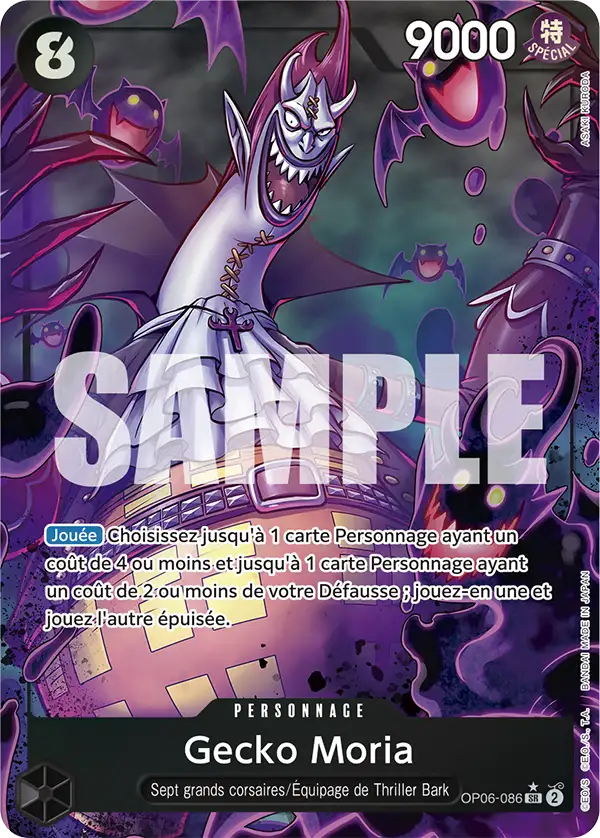 8
9000
特
SPÉCIAL
ASAKI KURODA
SAMPLE
Jouée Choisissez jusqu'à 1 carte Personnage ayant un
coût de 4 ou moins et jusqu'à 1 carte Personnage ayant
un coût de 2 ou moins de votre Défausse ; jouez-en une et
jouez l'autre épuisée.
©E.O/S ©E.O./S., T.A. BANDAI MADE IN JAPAN
PERSONNAGE
Gecko Moria
Sept grands corsaires/Équipage de Thriller Bark
OP06-086 SR 2